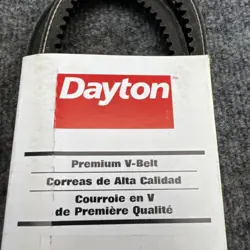 Dayton
Premium V-Belt
Correas de Alta Calidad
Courroie en V
de Première Qualité